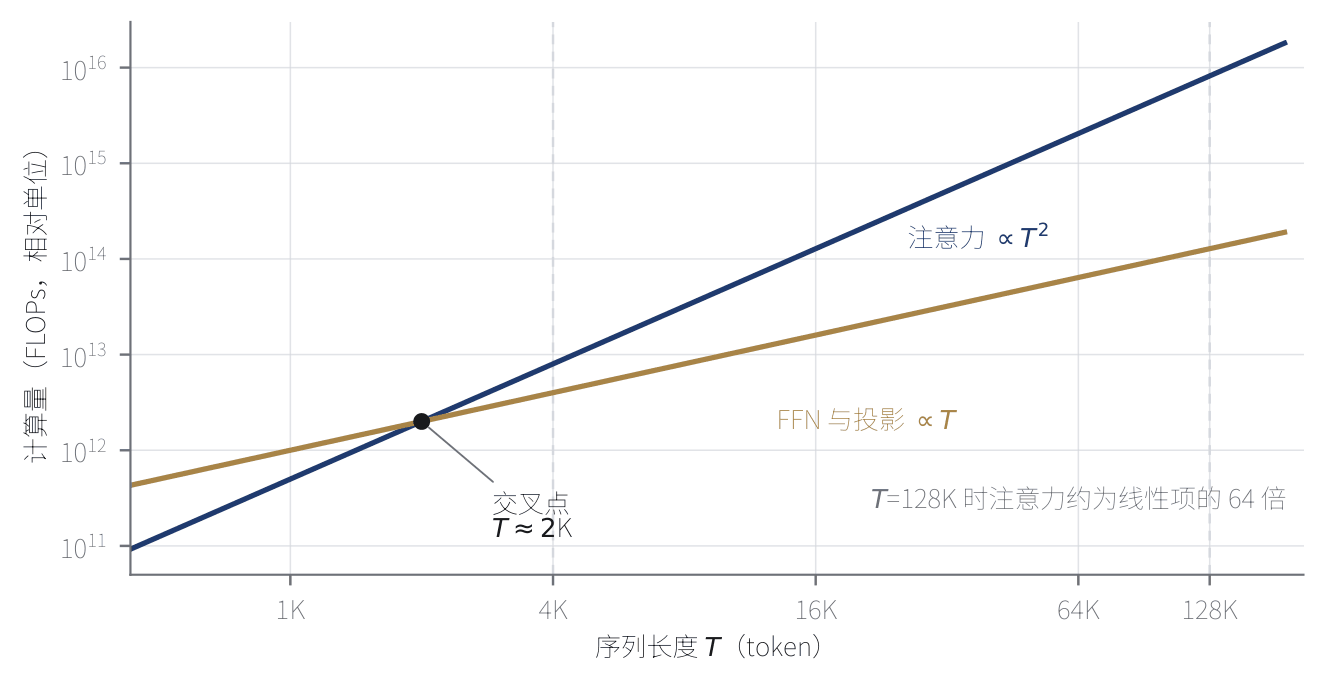 10^16
10^15
10^14
10^13
10^12
10^11
计算量（FLOPs，相对单位）
注意力 ∝ T^2
FFN 与投影 ∝ T
交叉点
T ≈ 2K
T=128K 时注意力约为线性项的 64 倍
1K
4K
16K
64K
128K
序列长度 T（token）